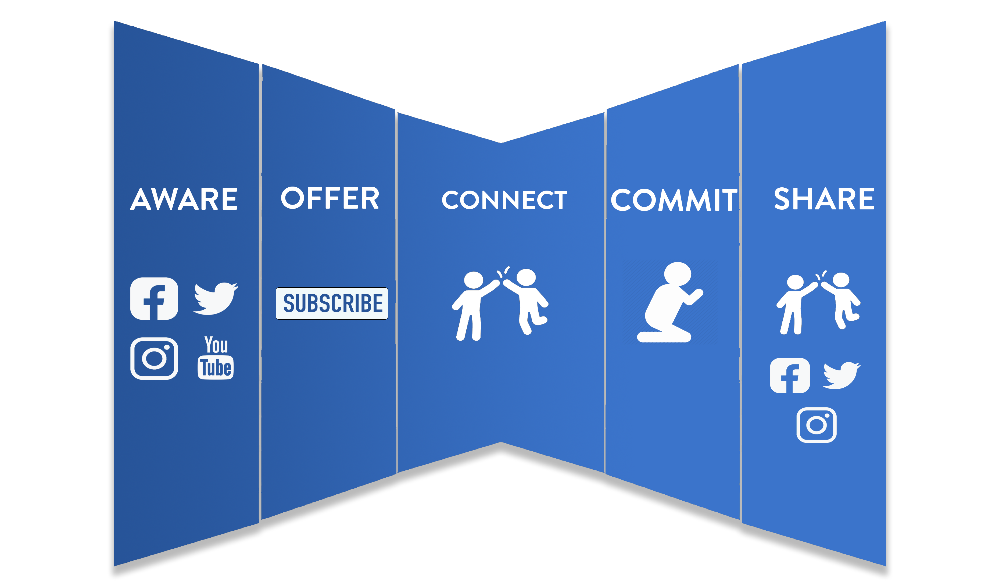 AWARE
OFFER
CONNECT
COMMIT
SHARE
SUBSCRIBE
You
Tube